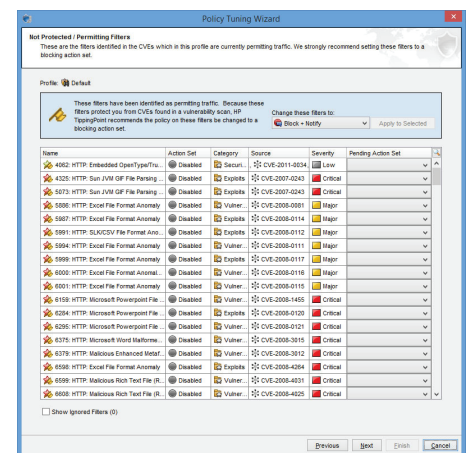 Policy Tuning Wizard
Not Protected / Permitting Filters
These are the filters identified in the CVEs which in this profile are currently permitting traffic. We strongly recommend setting these filters to a
blocking action set.
Profile: Default
These filters have been identified as permitting traffic. Because these
filters protect you from CVEs found in a vulnerability scan, HP
TippingPoint recommends the policy on these filters be changed to a
blocking action set.
Change these filters to:
Block + Notify
Apply to Selected
Name Action Set Category Source Severity Pending Action Set
4062: HTTP: Embedded OpenType/Tru... Disabled Securi... CVE-2011-0034, Low
4325: HTTP: Sun JVM GIF File Parsing ... Disabled Exploits CVE-2007-0243 Critical
5073: HTTP: Sun JVM GIF File Parsing ... Disabled Exploits CVE-2007-0243 Critical
5886: HTTP: Excel File Format Anomaly Disabled Vulner... CVE-2008-0081 Major
5987: HTTP: Excel File Format Anomaly Disabled Exploits CVE-2008-0114 Major
5991: HTTP: SLK/CSV File Format Ano... Disabled Exploits CVE-2008-0112 Major
5994: HTTP: Excel File Format Anomaly Disabled Vulner... CVE-2008-0111 Major
5999: HTTP: Excel File Format Anomaly Disabled Exploits CVE-2008-0117 Major
6000: HTTP: Excel File Format Anomal... Disabled Vulner... CVE-2008-0116 Major
6001: HTTP: Excel File Format Anomaly Disabled Vulner... CVE-2008-0115 Major
6159: HTTP: Microsoft Powerpoint File ... Disabled Vulner... CVE-2008-1455 Critical
6284: HTTP: Microsoft Powerpoint File ... Disabled Exploits CVE-2008-0120 Critical
6295: HTTP: Microsoft Powerpoint File ... Disabled Vulner... CVE-2008-0121 Critical
6375: HTTP: Microsoft Word Malforme... Disabled Vulner... CVE-2008-3015 Critical
6379: HTTP: Malicious Enhanced Metaf... Disabled Vulner... CVE-2008-3012 Critical
6598: HTTP: Excel File Format Anomaly Disabled Exploits CVE-2008-4264 Critical
6599: HTTP: Malicious Rich Text File (R... Disabled Vulner... CVE-2008-4031 Critical
6608: HTTP: Malicious Rich Text File (R... Disabled Vulner... CVE-2008-4025 Critical
Show Ignored Filters (0)
Previous Next Finish Cancel